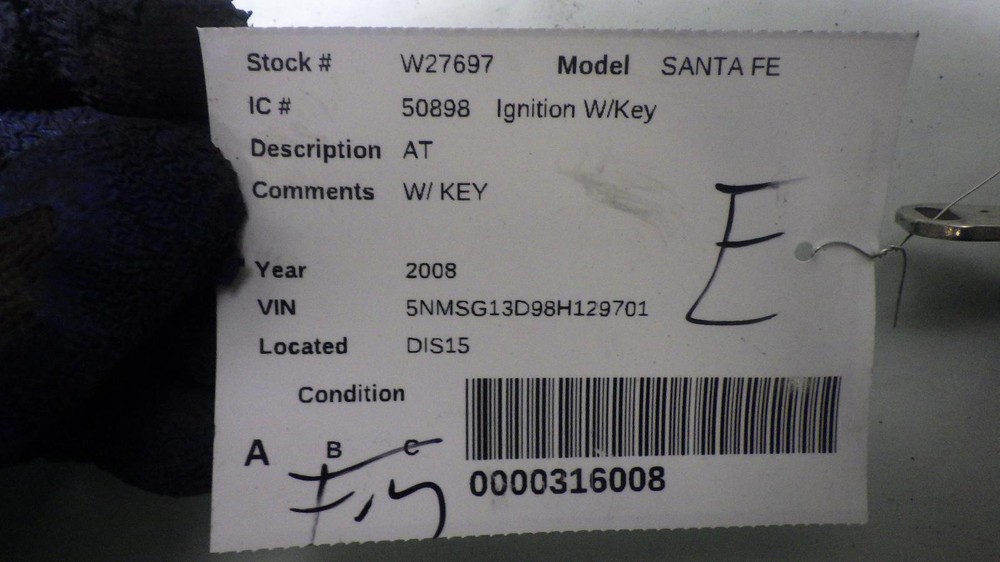 Stock # W27697 Model SANTA FE
IC # 50898 Ignition W/Key
Description AT
Comments W/ KEY
E
Year 2008
VIN 5NMSG13D98H129701
Located DIS15
Condition
A B C
0000316008